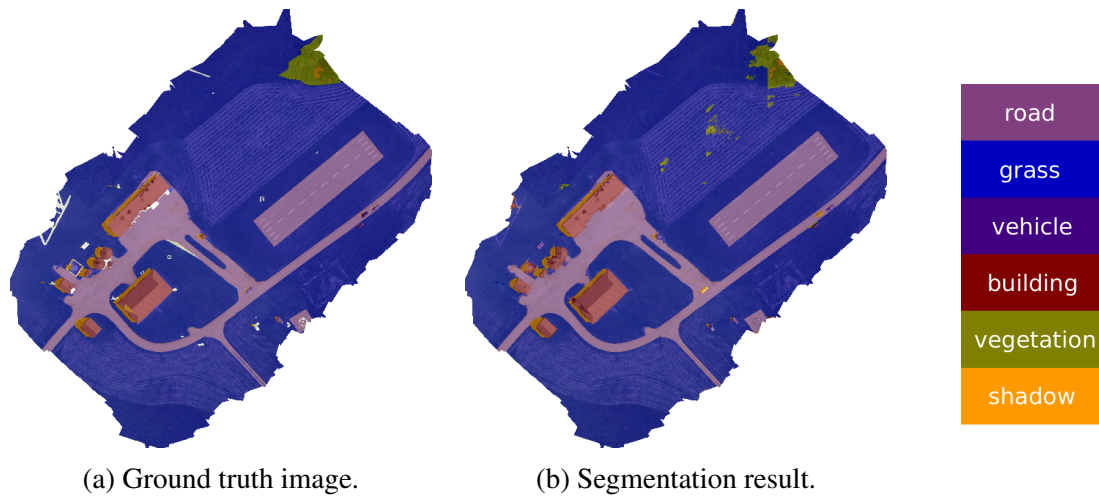 road
grass
vehicle
building
vegetation
shadow
(a) Ground truth image.
(b) Segmentation result.